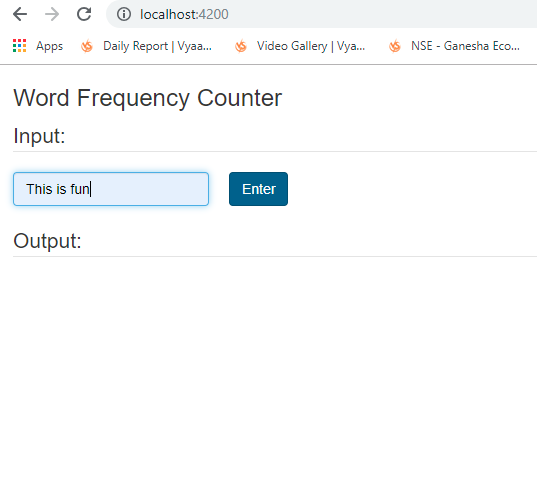 localhost:4200
Apps Daily Report | Vyaa... Video Gallery | Vya... NSE - Ganesha Eco...
Word Frequency Counter
Input:
This is fun Enter
Output: